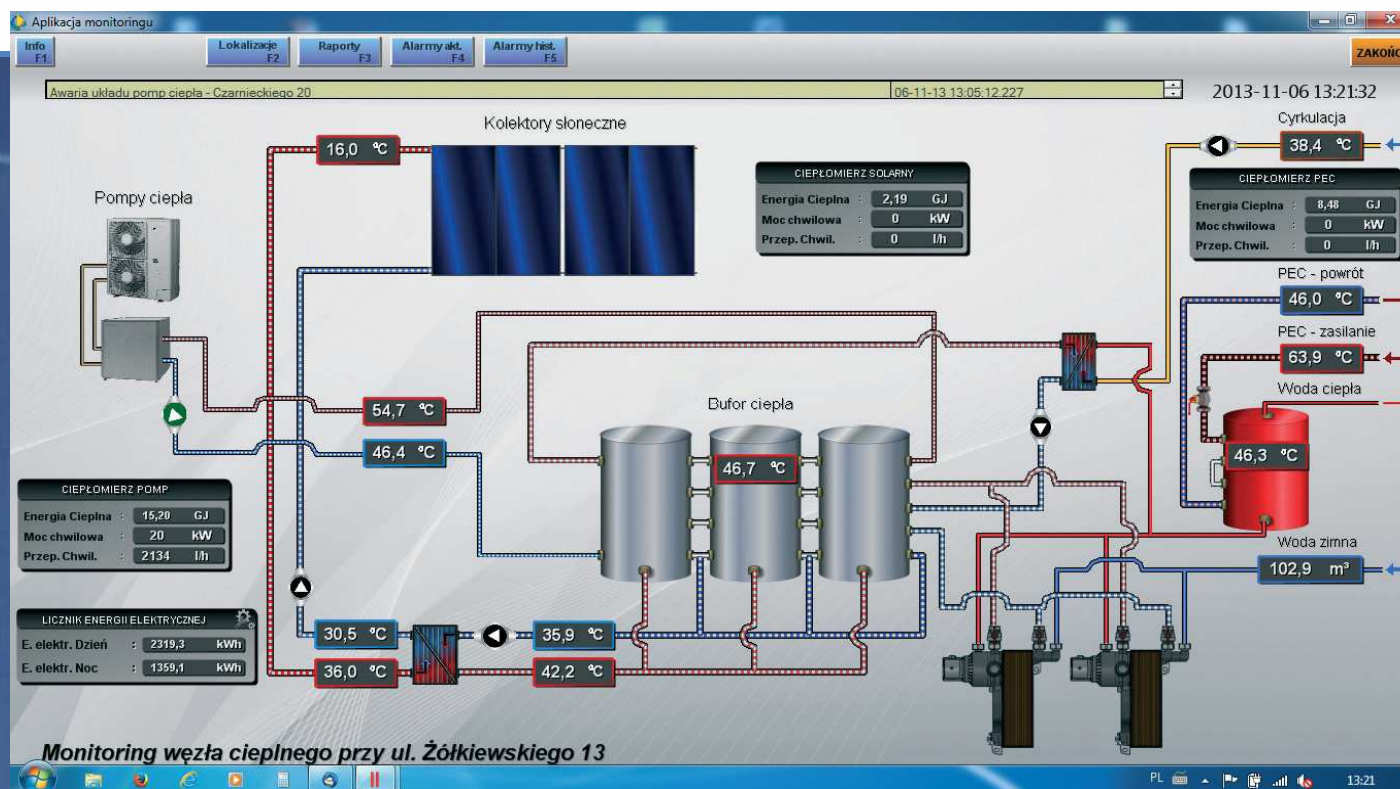 Aplikacja monitoringu
Info F1
Lokalizacje F2
Raporty F3
Alarmy akt. F4
Alarmy hist. F5
ZAKOŃC
Awaria układu pomp ciepła - Czarnieckiego 20
06-11-13 13:05:12.227
2013-11-06 13:21:32
Kolektory słoneczne
Cyrkulacja
16,0 °C
38,4 °C
CIEPŁOMIERZ SOLARNY
Energia Cieplna : 2,19 GJ
Moc chwilowa : 0 kW
Przep. Chwil. : 0 l/h
CIEPŁOMIERZ PEC
Energia Cieplna : 8,48 GJ
Moc chwilowa : 0 kW
Przep. Chwil. : 0 l/h
Pompy ciepła
PEC - powrót
46,0 °C
PEC - zasilanie
63,9 °C
Woda ciepła
54,7 °C
Bufor ciepła
46,4 °C
46,7 °C
46,3 °C
CIEPŁOMIERZ POMP
Energia Cieplna : 15,20 GJ
Moc chwilowa : 20 kW
Przep. Chwil. : 2134 l/h
Woda zimna
102,9 m³
LICZNIK ENERGII ELEKTRYCZNEJ
E. elektr. Dzień : 2319,3 kWh
E. elektr. Noc : 1359,1 kWh
30,5 °C
35,9 °C
36,0 °C
42,2 °C
Monitoring węzła cieplnego przy ul. Żółkiewskiego 13
PL
13:21